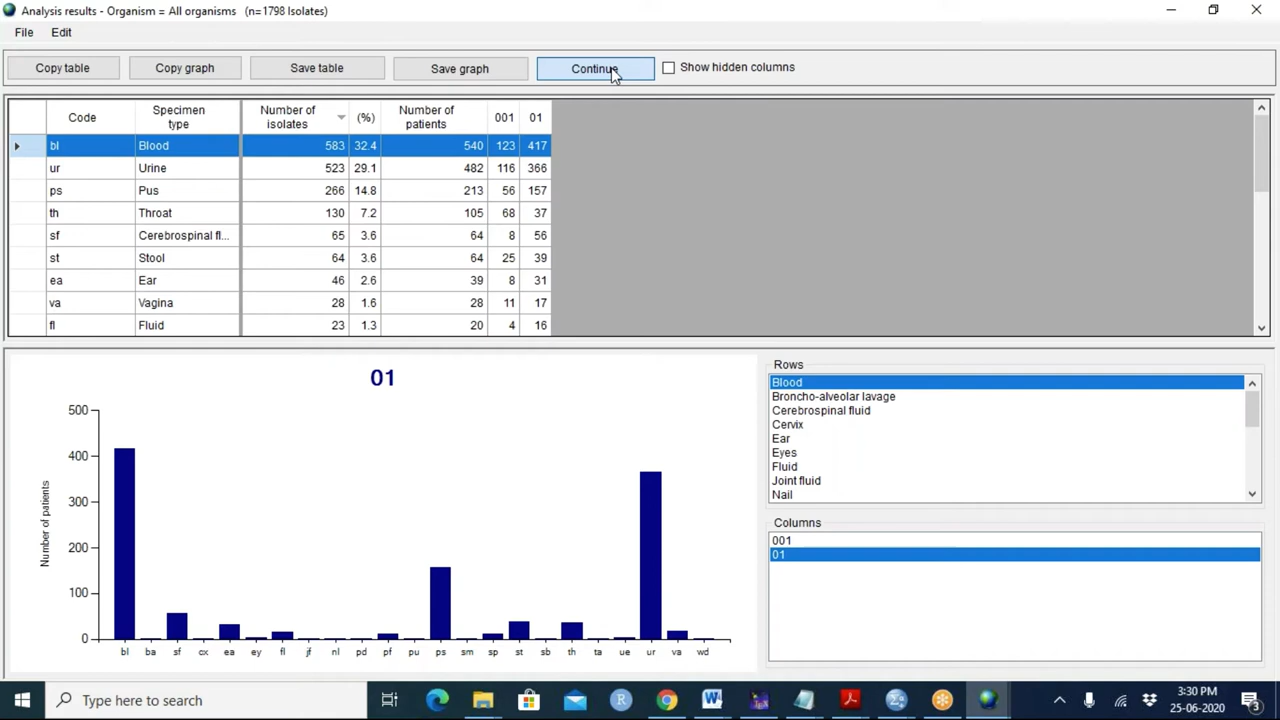 Analysis results - Organism = All organisms (n=1798 Isolates)
File Edit
Copy table Copy graph Save table Save graph Continue Show hidden columns
Code Specimen type Number of isolates (%) Number of patients 001 01
bl Blood 583 32.4 540 123 417
ur Urine 523 29.1 482 116 366
ps Pus 266 14.8 213 56 157
th Throat 130 7.2 105 68 37
sf Cerebrospinal fl... 65 3.6 64 8 56
st Stool 64 3.6 64 25 39
ea Ear 46 2.6 39 8 31
va Vagina 28 1.6 28 11 17
fl Fluid 23 1.3 20 4 16
01
Number of patients
500
400
300
200
100
0
bl ba sf cx ea ey fl jf nl pd pf pu ps sm sp st sb th ta ue ur va wd
Rows
Blood
Broncho-alveolar lavage
Cerebrospinal fluid
Cervix
Ear
Eyes
Fluid
Joint fluid
Nail
Columns
001
01
Type here to search
3:30 PM
25-06-2020
3